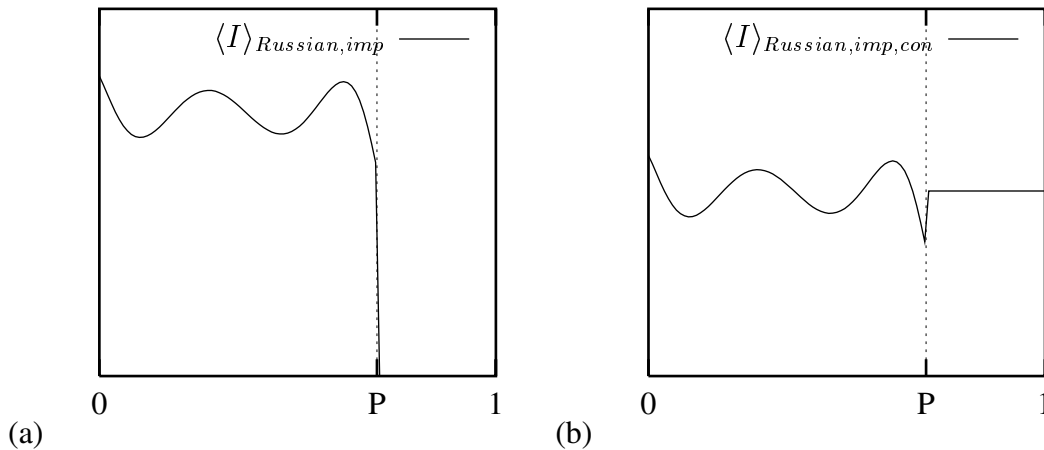 ⟨I⟩Russian,imp
0 P 1
(a)
⟨I⟩Russian,imp,con
0 P 1
(b)